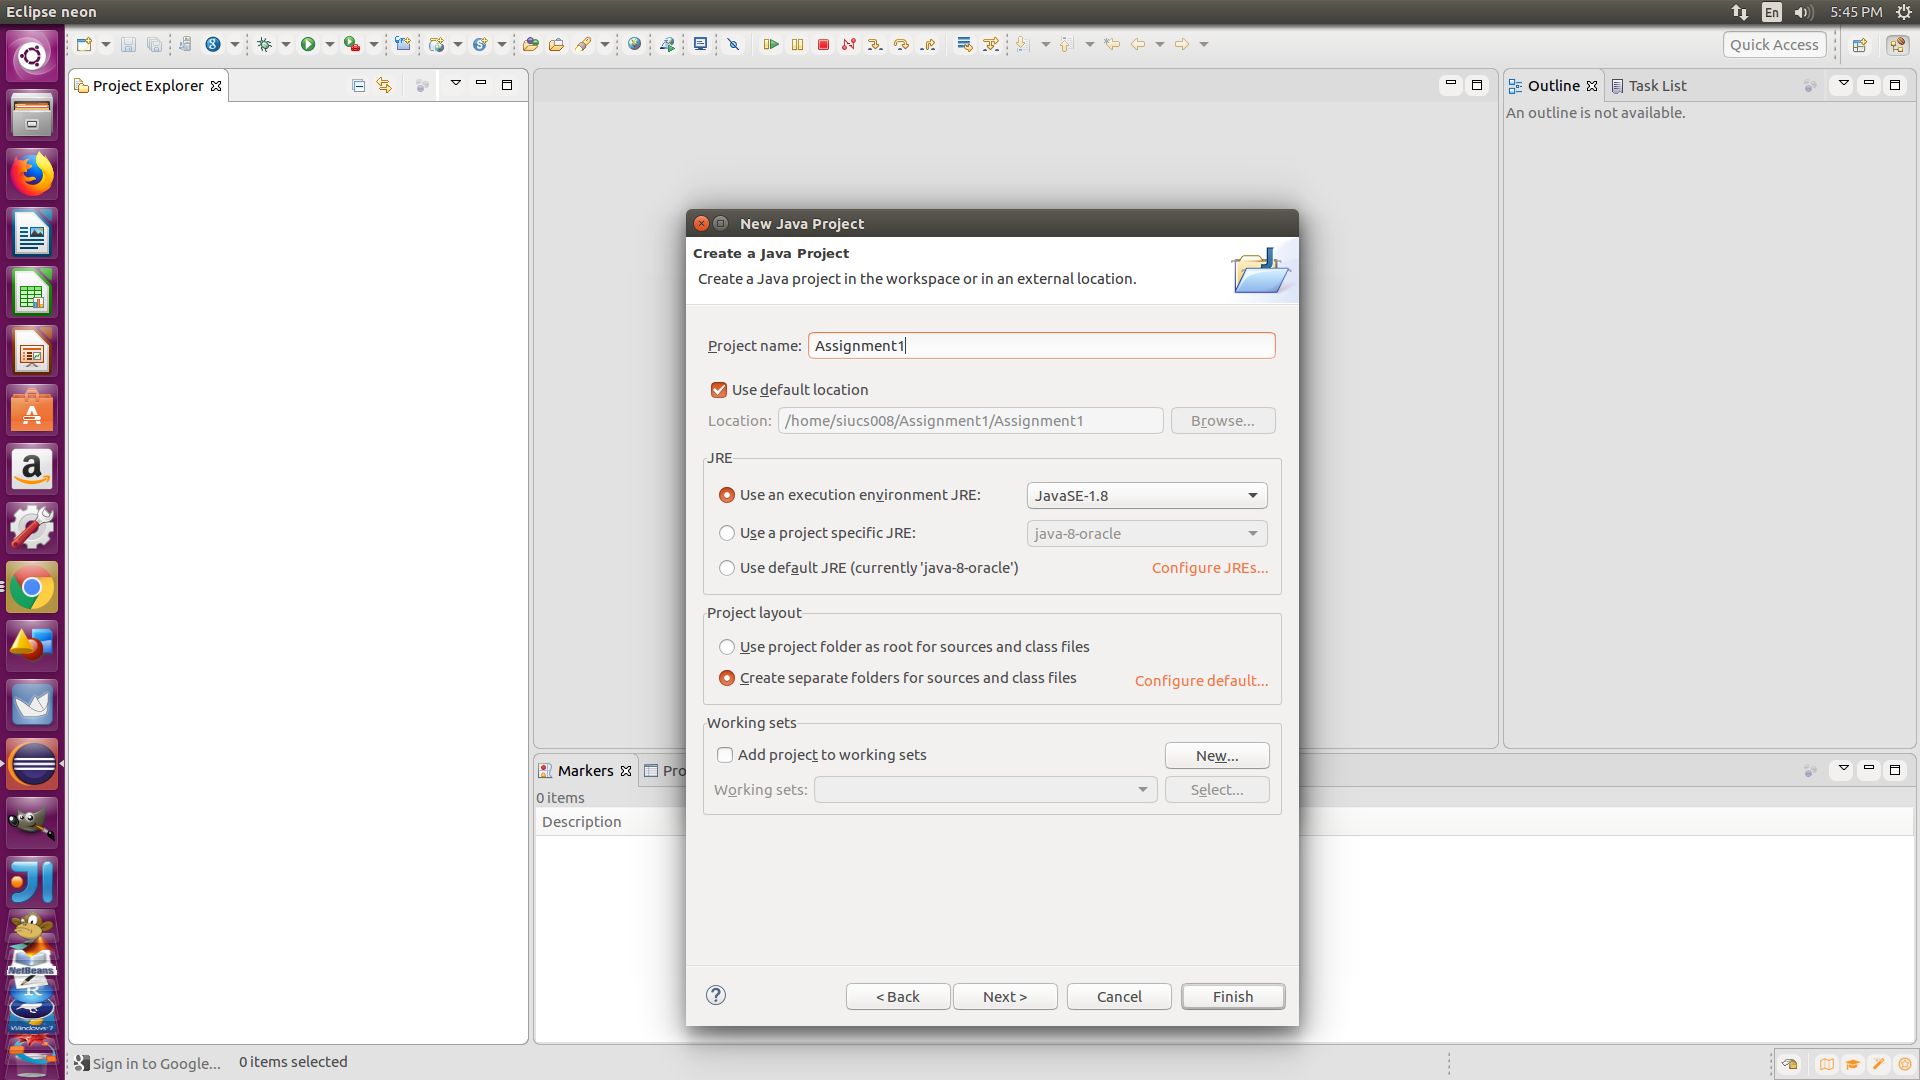 Eclipse neon
En
5:45 PM
Quick Access
Project Explorer
Outline
Task List
An outline is not available.
New Java Project
Create a Java Project
Create a Java project in the workspace or in an external location.
Project name: Assignment1
Use default location
Location: /home/siucs008/Assignment1/Assignment1
Browse...
JRE
Use an execution environment JRE:
JavaSE-1.8
Use a project specific JRE:
java-8-oracle
Use default JRE (currently 'java-8-oracle')
Configure JREs...
Project layout
Use project folder as root for sources and class files
Create separate folders for sources and class files
Configure default...
Working sets
Add project to working sets
New...
Working sets:
Select...
Markers
Pro
0 items
Description
< Back
Next >
Cancel
Finish
NetBeans
Windows-7
Sign in to Google...
0 items selected